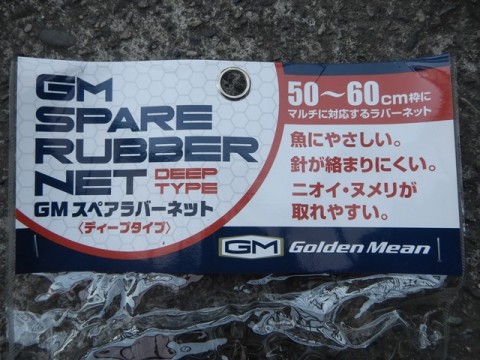 GM
SPARE
RUBBER
NET DEEP
TYPE
GMスペアラバーネット
〈ディープタイプ〉
50〜60cm枠に
マルチに対応するラバーネット
魚にやさしい。
針が絡まりにくい。
ニオイ・ヌメリが
取れやすい。
GM Golden Mean